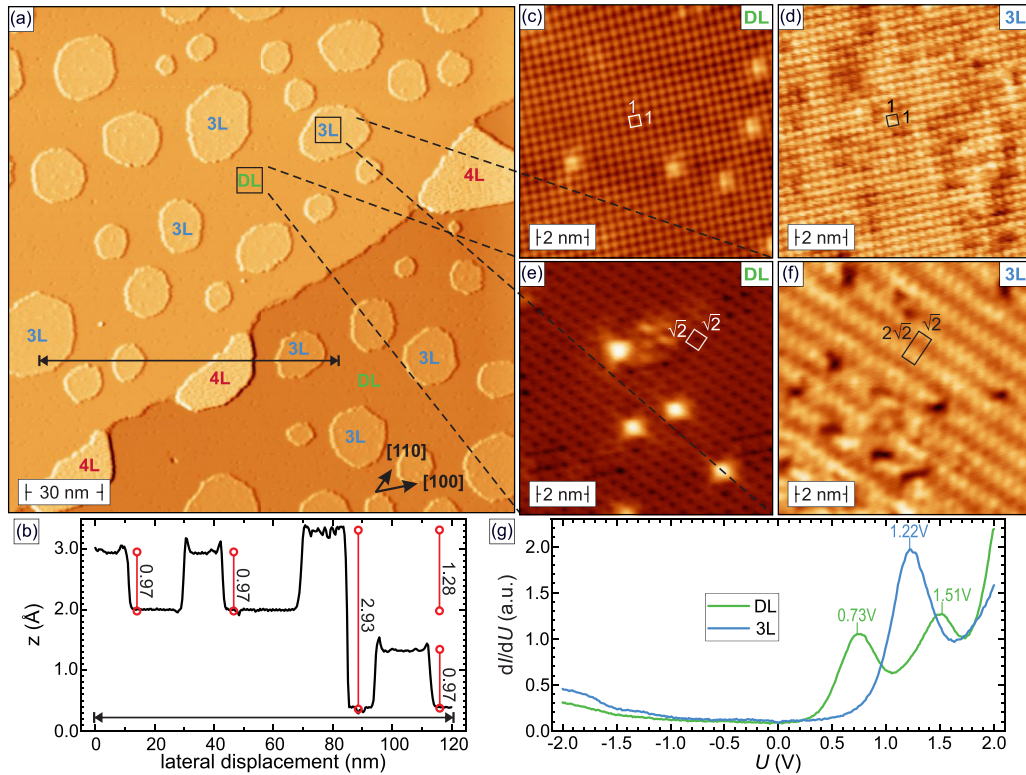 (a)
3L
3L
DL
4L
3L
3L
3L
3L
DL
4L
3L
4L
[110]
[100]
30 nm
(c)
DL
1
1
2 nm
(d)
3L
1
1
2 nm
(e)
DL
√2
√2
2 nm
(f)
3L
2√2
√2
2 nm
(b)
z (Å)
3.0
2.0
1.0
0.0
0.97
0.97
2.93
1.28
0.97
0
20
40
60
80
100
120
lateral displacement (nm)
(g)
dI/dU (a.u.)
2.0
1.5
1.0
0.5
0.0
DL
3L
0.73V
1.22V
1.51V
-2.0
-1.5
-1.0
-0.5
0.0
0.5
1.0
1.5
2.0
U (V)